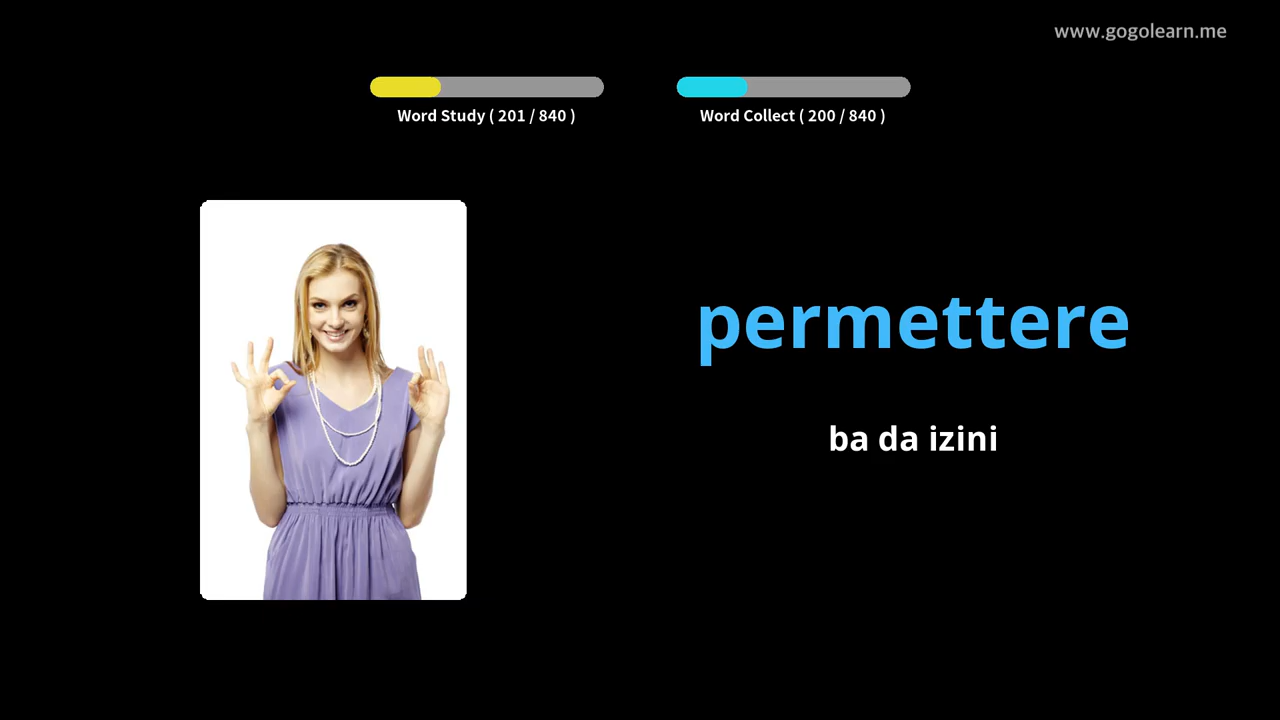 www.gogolearn.me
Word Study ( 201 / 840 )
Word Collect ( 200 / 840 )
permettere
ba da izini